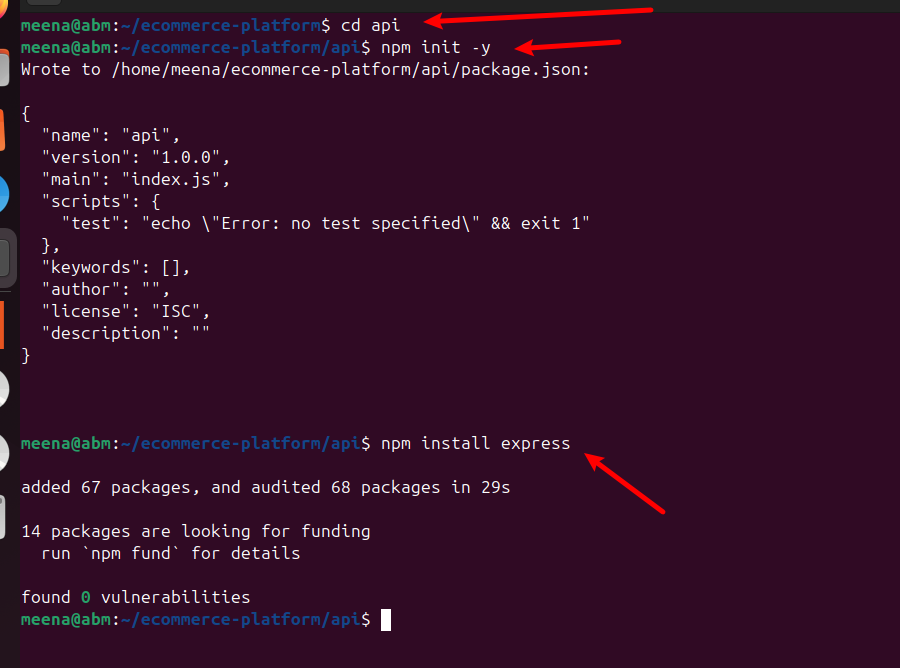 meena@abm:~/ecommerce-platform$ cd api
meena@abm:~/ecommerce-platform/api$ npm init -y
Wrote to /home/meena/ecommerce-platform/api/package.json:
{
  "name": "api",
  "version": "1.0.0",
  "main": "index.js",
  "scripts": {
    "test": "echo \"Error: no test specified\" && exit 1"
  },
  "keywords": [],
  "author": "",
  "license": "ISC",
  "description": ""
}
meena@abm:~/ecommerce-platform/api$ npm install express
added 67 packages, and audited 68 packages in 29s
14 packages are looking for funding
  run `npm fund` for details
found 0 vulnerabilities
meena@abm:~/ecommerce-platform/api$